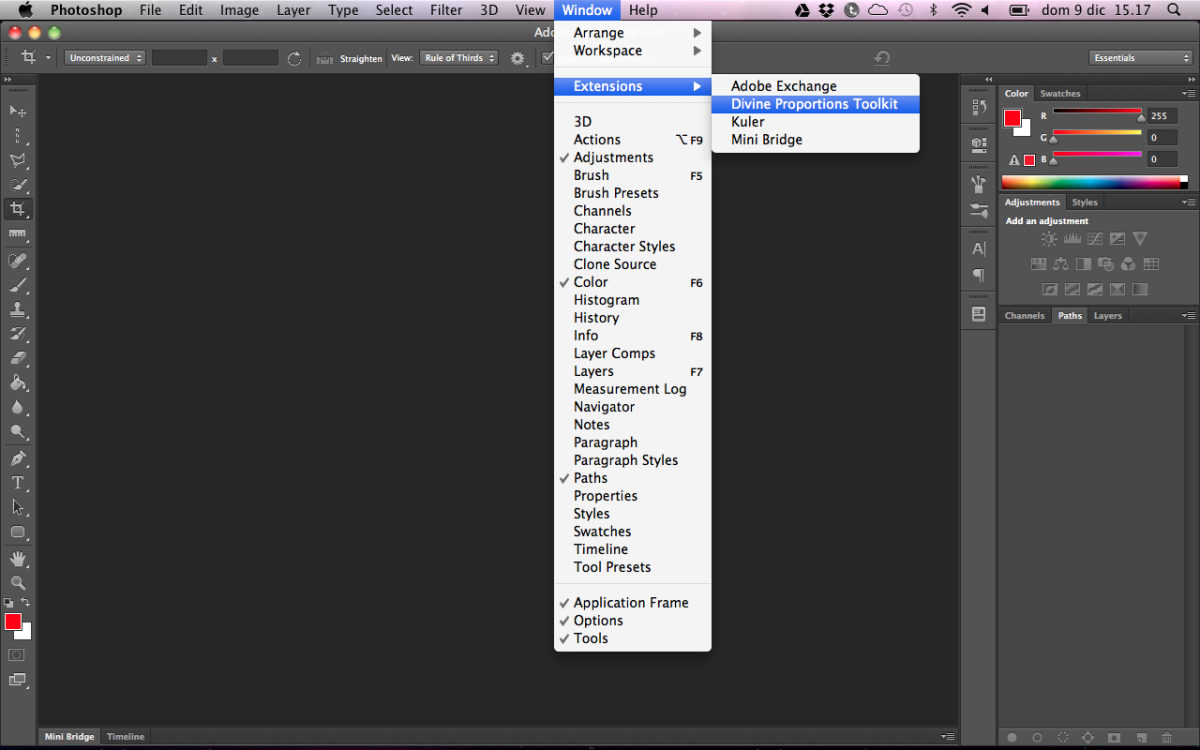 Photoshop File Edit Image Layer Type Select Filter 3D View Window Help dom 9 dic 15.17
Adob
Unconstrained x Straighten View: Rule of Thirds Essentials
Arrange
Workspace
Extensions
Adobe Exchange
Divine Proportions Toolkit
Kuler
Mini Bridge
3D
Actions ⌥F9
Adjustments
Brush F5
Brush Presets
Channels
Character
Character Styles
Clone Source
Color F6
Histogram
History
Info F8
Layer Comps
Layers F7
Measurement Log
Navigator
Notes
Paragraph
Paragraph Styles
Paths
Properties
Styles
Swatches
Timeline
Tool Presets
Application Frame
Options
Tools
Color Swatches
R 255
G 0
B 0
Adjustments Styles
Add an adjustment
Channels Paths Layers
Mini Bridge Timeline